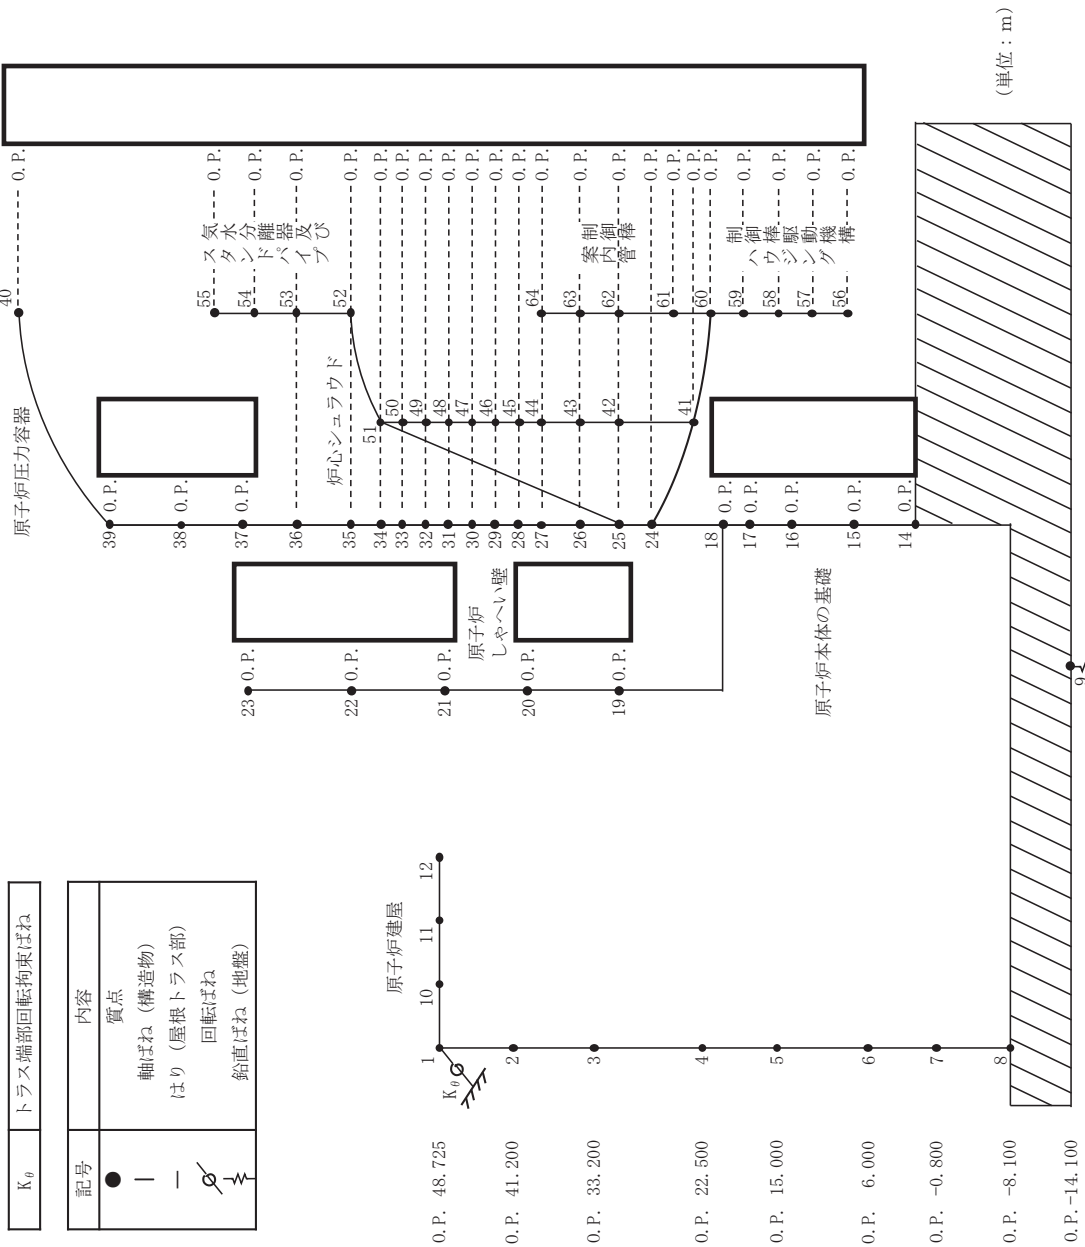 K_θ トラス端部回転拘束ばね
記号 内容
質点
軸ばね（構造物）
はり（屋根トラス部）
回転ばね
鉛直ばね（地盤）
(単位：m)
原子炉圧力容器
40
O.P.
39
O.P.
38
O.P.
37
O.P.
36
35
34
33
32
31
30
29
28
27
26
25
24
気水分離器及び
スタンドパイプ
55
O.P.
54
O.P.
53
O.P.
52
O.P.
炉心シュラウド
51
O.P.
50
O.P.
49
O.P.
48
O.P.
47
O.P.
46
O.P.
45
O.P.
44
43
42
41
O.P.
制御棒
案内管
64
O.P.
63
O.P.
62
O.P.
O.P.
61
O.P.
60
O.P.
制御棒駆動機構
ハウジング
59
O.P.
58
O.P.
57
O.P.
56
O.P.
原子炉
しゃへい壁
23
O.P.
22
O.P.
21
O.P.
20
O.P.
19
O.P.
原子炉本体の基礎
18
O.P.
17
O.P.
16
O.P.
15
O.P.
14
O.P.
原子炉建屋
1
10
11
12
K_θ
2
3
4
5
6
7
8
9
O.P. 48.725
O.P. 41.200
O.P. 33.200
O.P. 22.500
O.P. 15.000
O.P. 6.000
O.P. -0.800
O.P. -8.100
O.P.-14.100